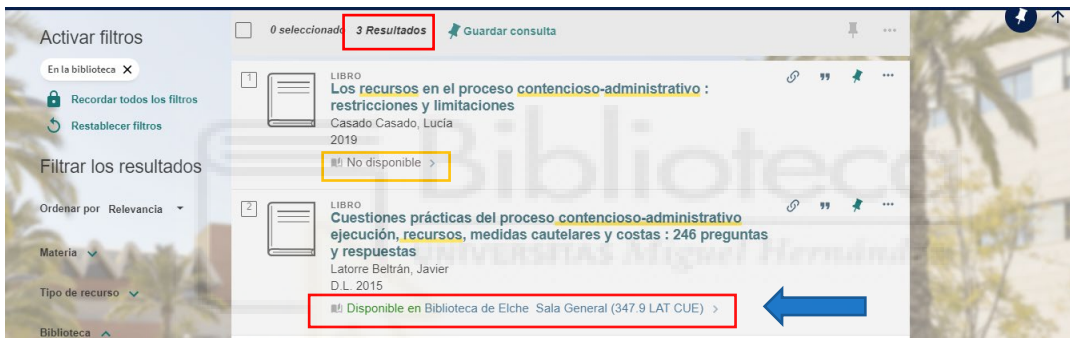 Activar filtros
En la biblioteca X
Recordar todos los filtros
Restablecer filtros
Filtrar los resultados
Ordenar por Relevancia
Materia
Tipo de recurso
Biblioteca
0 seleccionado 3 Resultados Guardar consulta
1
LIBRO
Los recursos en el proceso contencioso-administrativo :
restricciones y limitaciones
Casado Casado, Lucía
2019
No disponible >
2
LIBRO
Cuestiones prácticas del proceso contencioso-administrativo
ejecución, recursos, medidas cautelares y costas : 246 preguntas
y respuestas
Latorre Beltrán, Javier
D.L. 2015
Disponible en Biblioteca de Elche Sala General (347.9 LAT CUE) >
Biblioteca
UNIVERSITAS Miguel Hernández